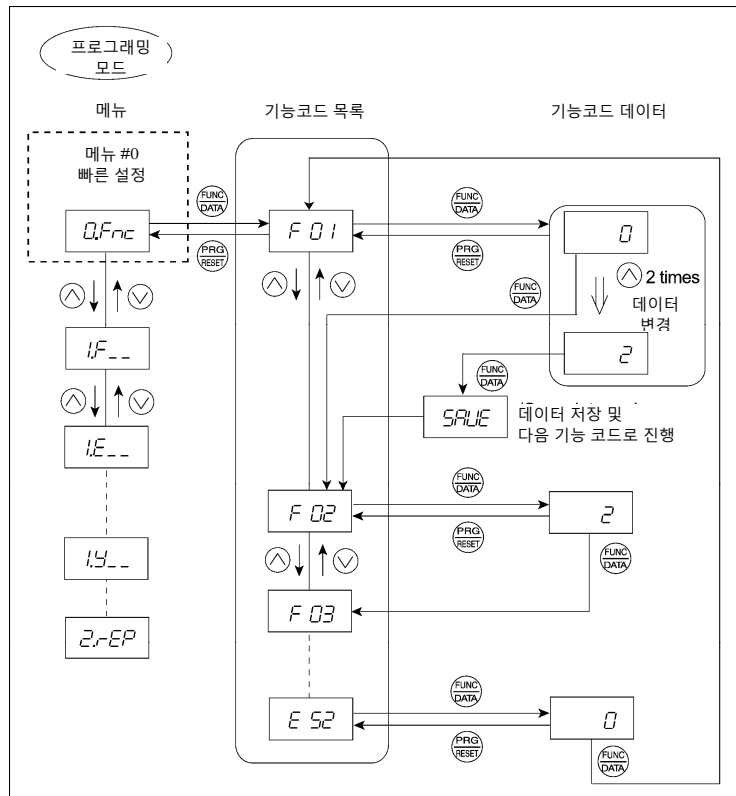 프로그래밍
모드
메뉴
기능코드 목록
기능코드 데이터
메뉴 #0
빠른 설정
0.Fnc
FUNC
DATA
PRG
RESET
F 01
FUNC
DATA
PRG
RESET
0
2 times
데이터
변경
FUNC
DATA
2
1.F_ _
FUNC
DATA
SAUE
데이터 저장 및
다음 기능 코드로 진행
1.E_ _
F 02
FUNC
DATA
PRG
RESET
2
FUNC
DATA
1.y_ _
F 03
2.rEP
E 52
FUNC
DATA
PRG
RESET
0
FUNC
DATA